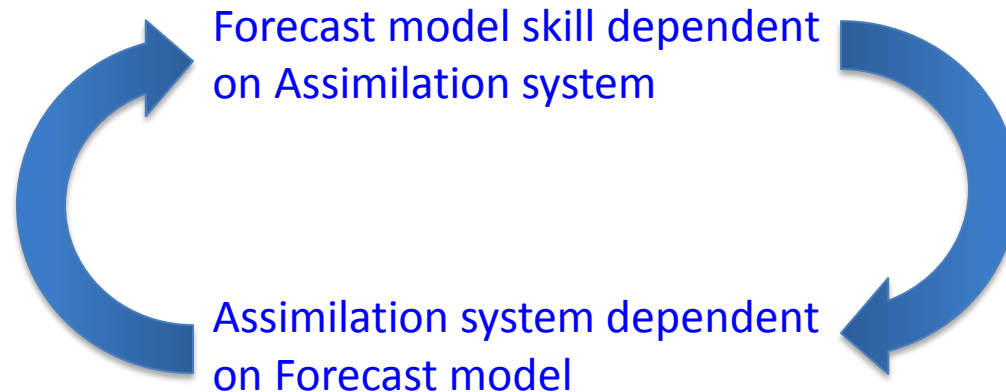 Forecast model skill dependent
on Assimilation system
Assimilation system dependent
on Forecast model